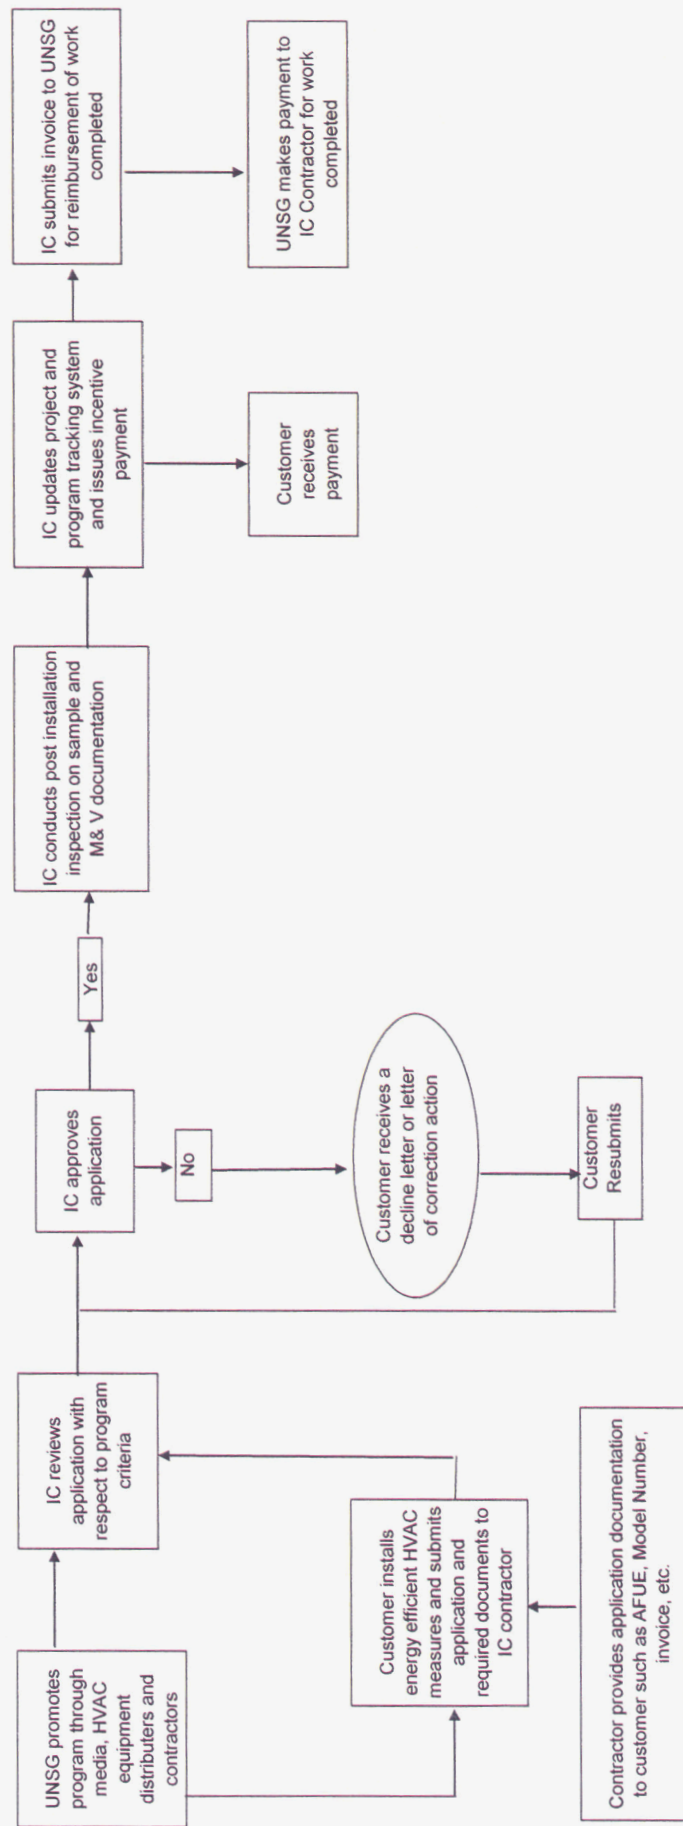 UNSG promotes
program through
media, HVAC
equipment
distributers and
contractors
IC reviews
application with
respect to program
criteria
IC approves
application
Yes
IC conducts post installation
inspection on sample and
M& V documentation
IC updates project and
program tracking system
and issues incentive
payment
IC submits invoice to UNSG
for reimbursement of work
completed
No
Customer receives
payment
UNSG makes payment to
IC Contractor for work
completed
Customer installs
energy efficient HVAC
measures and submits
application and
required documents to
IC contractor
Customer receives a
decline letter or letter
of correction action
Contractor provides application documentation
to customer such as AFUE, Model Number,
invoice, etc.
Customer
Resubmits